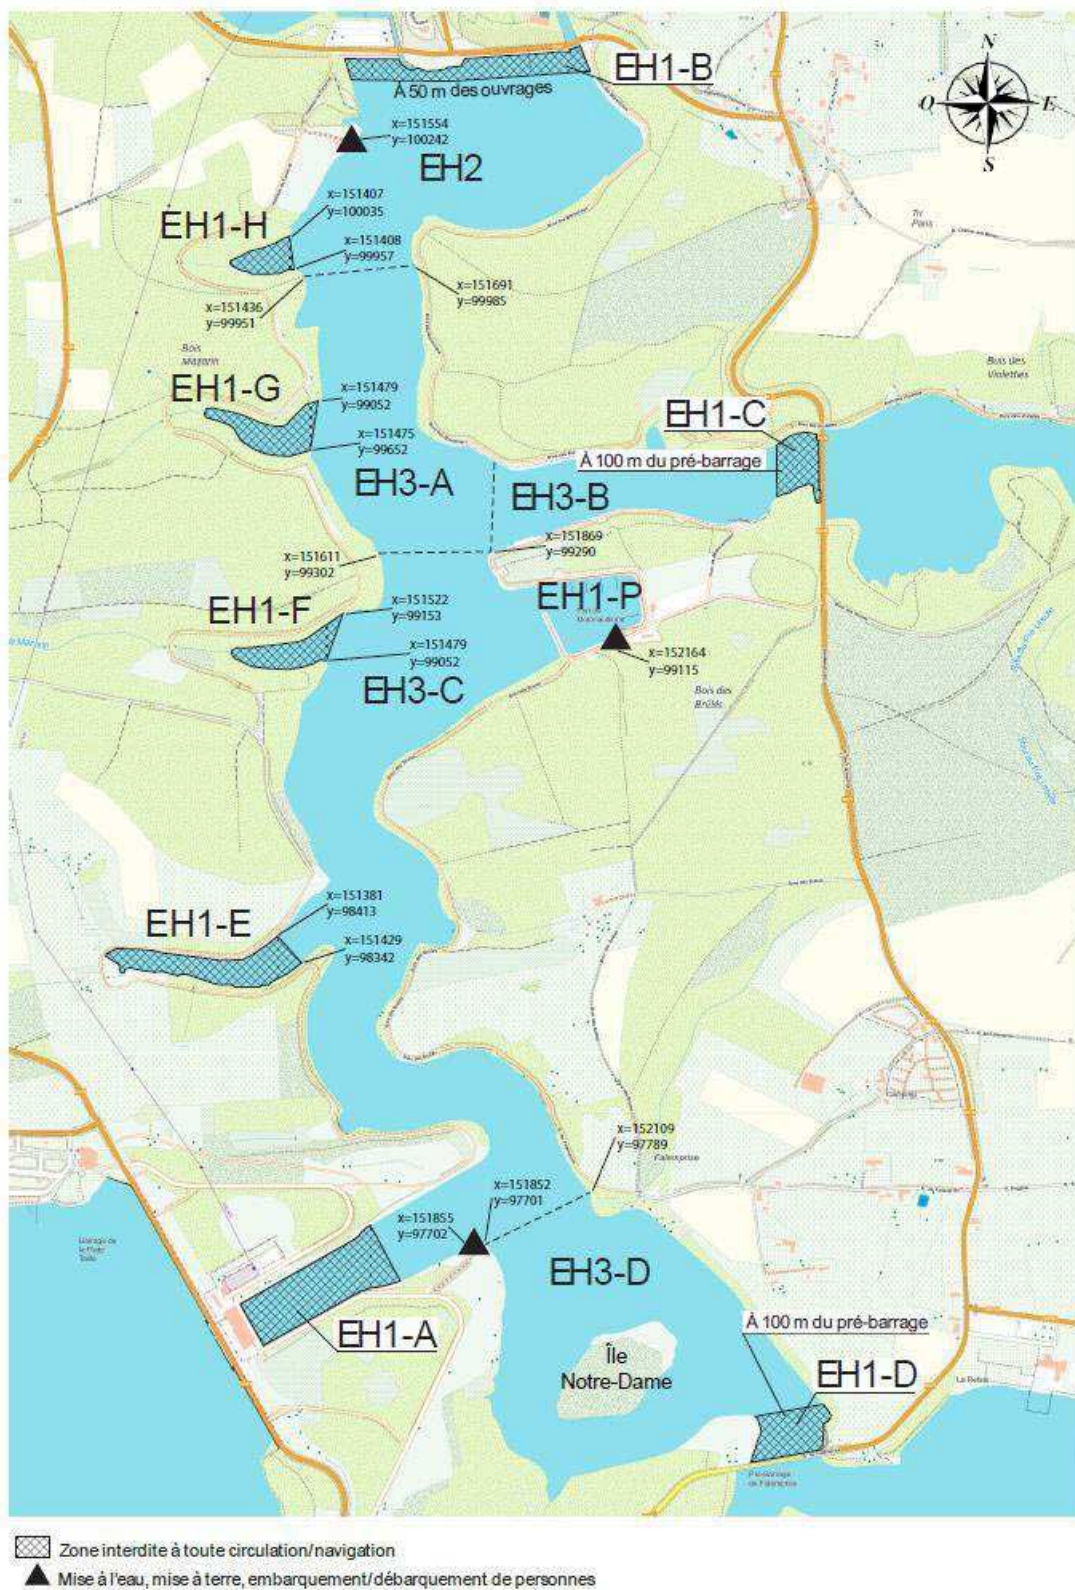 N
O
E
S
EH1-B
À 50 m des ouvrages
x=151554
y=100242
EH2
x=151407
y=100035
EH1-H
x=151408
y=99957
x=151691
y=99985
x=151436
y=99951
Bois
Mazarin
Bois des
Violettes
EH1-G
x=151479
y=99052
EH1-C
x=151475
y=99652
À 100 m du pré-barrage
EH3-A
EH3-B
x=151869
y=99290
x=151611
y=99302
EH1-P
EH1-F
x=151522
y=99153
x=151479
y=99052
x=152164
y=99115
EH3-C
Bois des
Brûlés
x=151381
y=98413
EH1-E
x=151429
y=98342
x=152109
y=97789
Falemprise
x=151852
y=97701
x=151855
y=97702
EH3-D
À 100 m du pré-barrage
EH1-A
Île
Notre-Dame
EH1-D
Zone interdite à toute circulation/navigation
Mise à l'eau, mise à terre, embarquement/débarquement de personnes